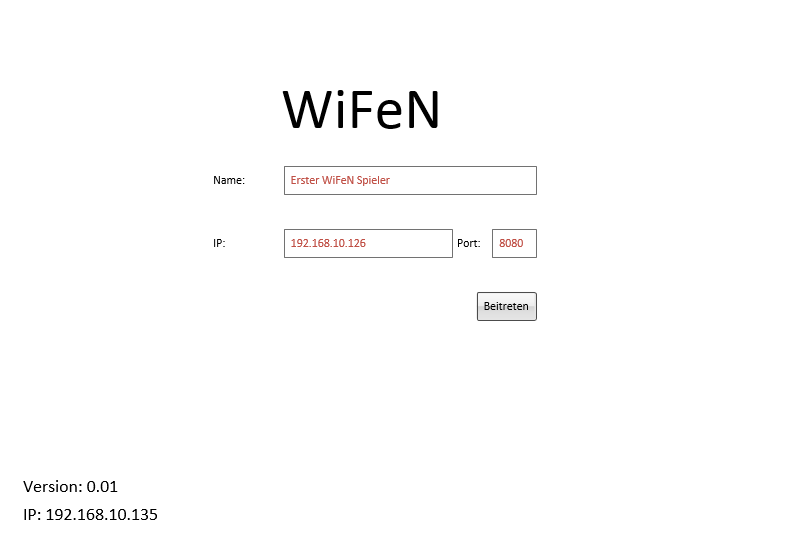 WiFeN
Name: Erster WiFeN Spieler
IP: 192.168.10.126 Port: 8080
Beitreten
Version: 0.01
IP: 192.168.10.135